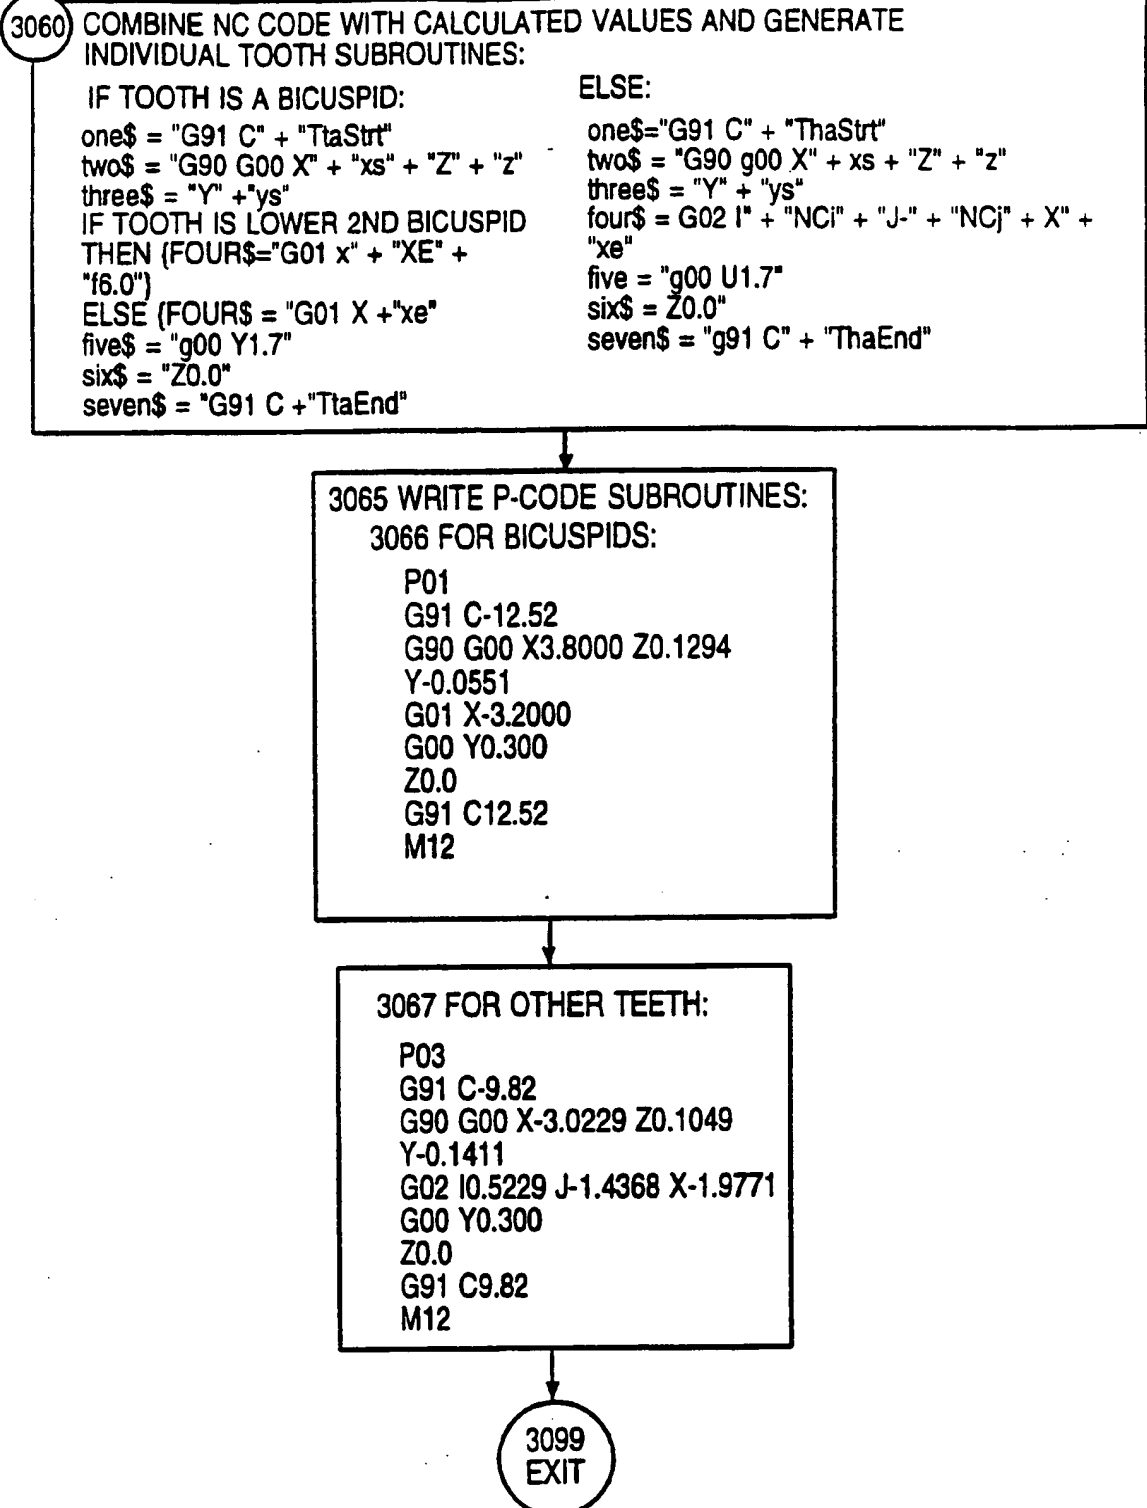 3060 COMBINE NC CODE WITH CALCULATED VALUES AND GENERATE
INDIVIDUAL TOOTH SUBROUTINES:
IF TOOTH IS A BICUSPID:
one$ = "G91 C" + "TtaStrt"
two$ = "G90 G00 X" + "xs" + "Z" + "z"
three$ = "Y" +"ys"
IF TOOTH IS LOWER 2ND BICUSPID
THEN (FOUR$="G01 x" + "XE" +
"f6.0")
ELSE (FOUR$ = "G01 X +"xe"
five$ = "g00 Y1.7"
six$ = "Z0.0"
seven$ = "G91 C +"TtaEnd"
ELSE:
one$="G91 C" + "ThaStrt"
two$ = "G90 g00 X" + xs + "Z" + "z"
three$ = "Y" + "ys"
four$ = G02 I" + "NCi" + "J-" + "NCj" + X" +
"xe"
five = "g00 U1.7"
six$ = Z0.0"
seven$ = "g91 C" + "ThaEnd"
3065 WRITE P-CODE SUBROUTINES:
3066 FOR BICUSPIDS:
P01
G91 C-12.52
G90 G00 X3.8000 Z0.1294
Y-0.0551
G01 X-3.2000
G00 Y0.300
Z0.0
G91 C12.52
M12
3067 FOR OTHER TEETH:
P03
G91 C-9.82
G90 G00 X-3.0229 Z0.1049
Y-0.1411
G02 I0.5229 J-1.4368 X-1.9771
G00 Y0.300
Z0.0
G91 C9.82
M12
3099
EXIT